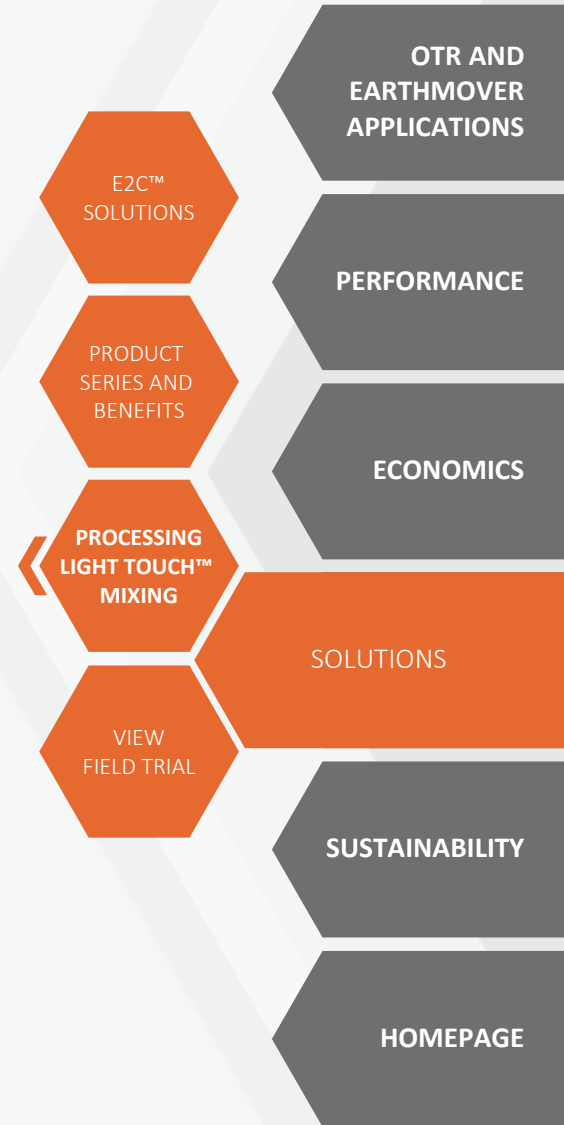 OTR AND
EARTHMOVER
APPLICATIONS
E2C™
SOLUTIONS
PERFORMANCE
PRODUCT
SERIES AND
BENEFITS
ECONOMICS
PROCESSING
LIGHT TOUCH™
MIXING
SOLUTIONS
VIEW
FIELD TRIAL
SUSTAINABILITY
HOMEPAGE